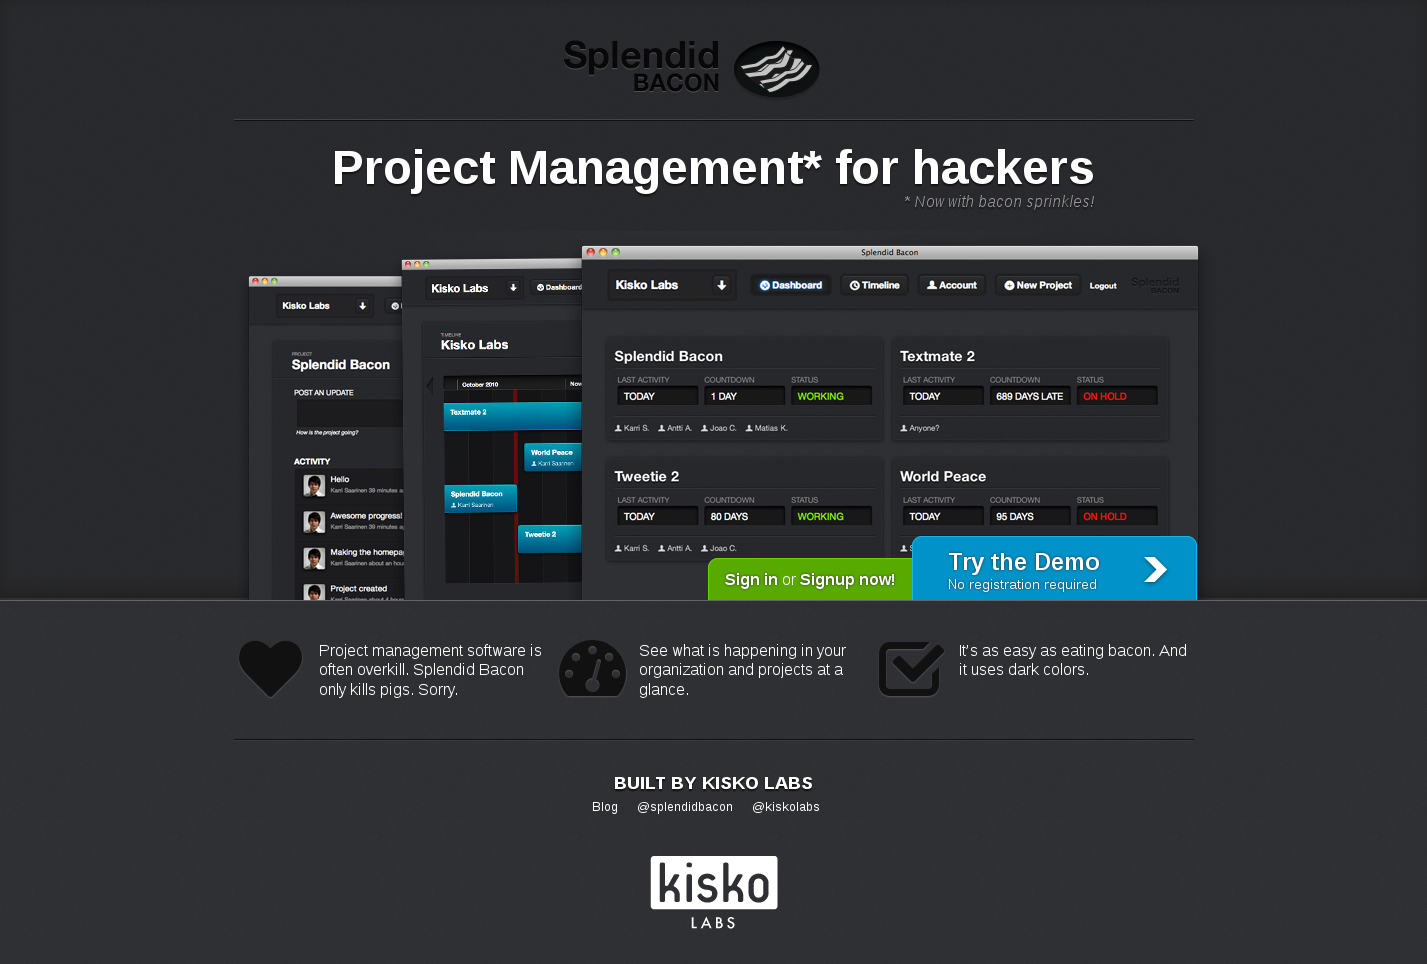 Splendid
BACON
Project Management* for hackers
* Now with bacon sprinkles!
Splendid Bacon
Kisko Labs
Dashboard
Timeline
Account
New Project
Logout
Splendid
BACON
Splendid Bacon
LAST ACTIVITY COUNTDOWN STATUS
TODAY 1 DAY WORKING
Karri S. Antti A. Joao C. Matias K.
Textmate 2
LAST ACTIVITY COUNTDOWN STATUS
TODAY 689 DAYS LATE ON HOLD
Anyone?
Tweetie 2
LAST ACTIVITY COUNTDOWN STATUS
TODAY 80 DAYS WORKING
Karri S. Antti A. Joao C.
World Peace
LAST ACTIVITY COUNTDOWN STATUS
TODAY 95 DAYS ON HOLD
Kisko Labs
Dashboard
TIMELINE
Kisko Labs
October 2010
Textmate 2
World Peace
Karri Saarinen
Splendid Bacon
Karri Saarinen
Tweetie 2
Kisko Labs
PROJECT
Splendid Bacon
POST AN UPDATE
How is the project going?
ACTIVITY
Hello
Karri Saarinen 39 minutes a
Awesome progress!
Karri Saarinen 39 minutes a
Making the homepa
Karri Saarinen about an hou
Project created
Karri Saarinen about 4 hour
Sign in or Signup now!
Try the Demo
No registration required
Project management software is
often overkill. Splendid Bacon
only kills pigs. Sorry.
See what is happening in your
organization and projects at a
glance.
It's as easy as eating bacon. And
it uses dark colors.
BUILT BY KISKO LABS
Blog @splendidbacon @kiskolabs
kisko
LABS